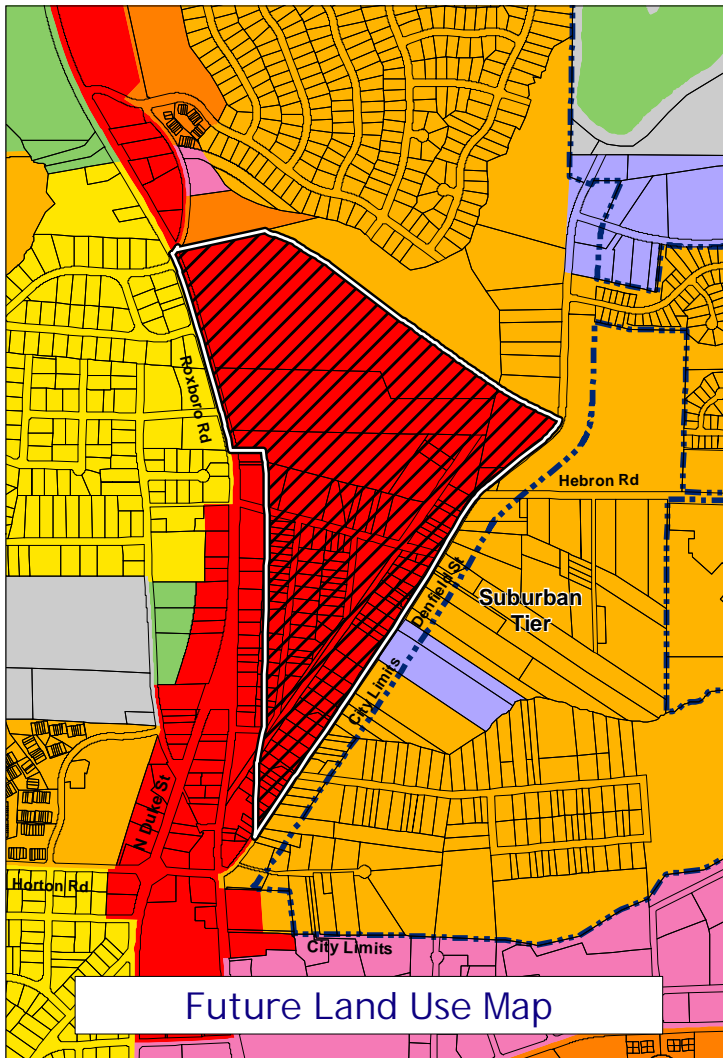 Roxboro Rd
Hebron Rd
Denfield St
Suburban
Tier
City Limits
N Duke St
Horton Rd
City Limits
Future Land Use Map